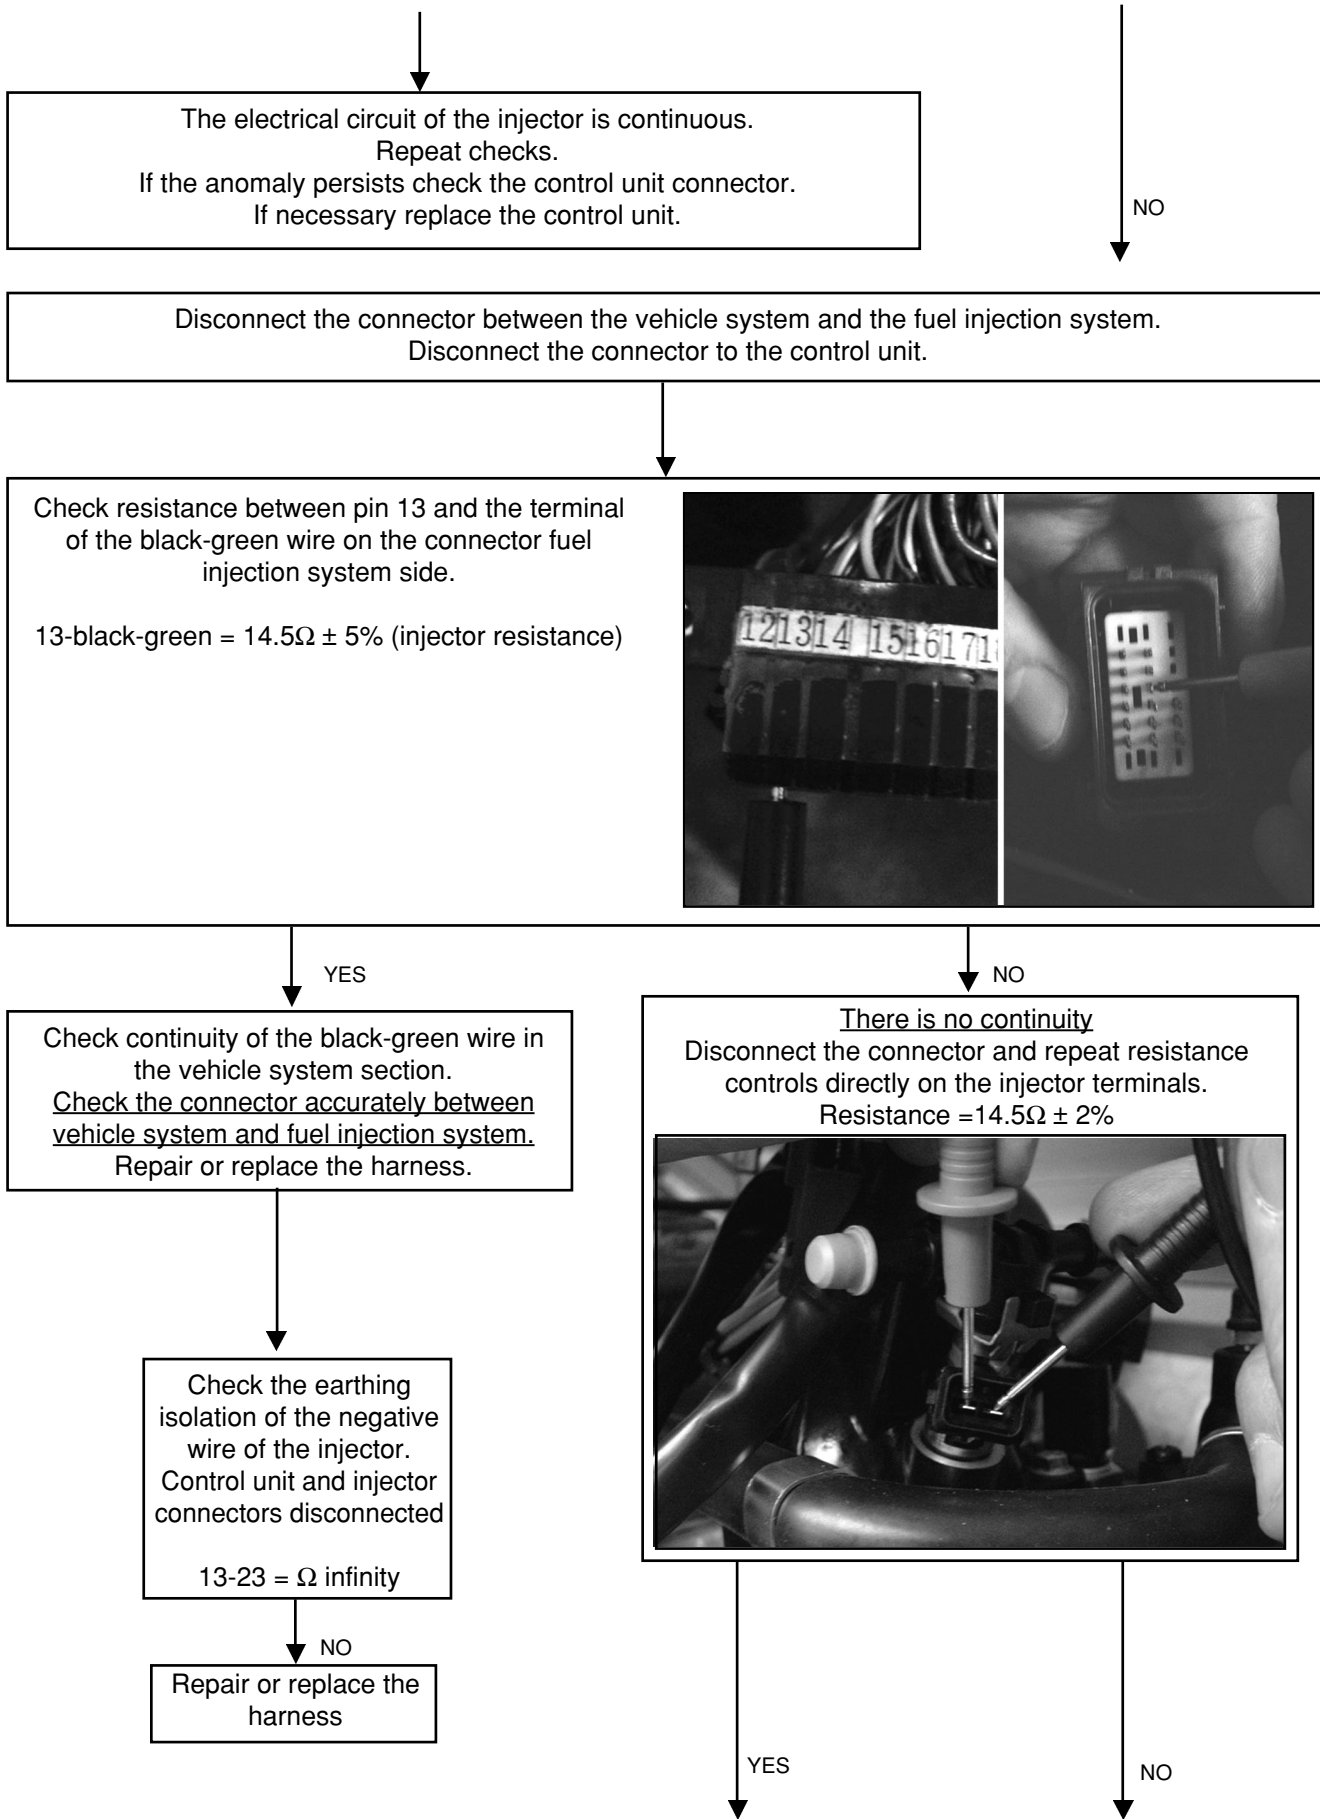 The electrical circuit of the injector is continuous.
Repeat checks.
If the anomaly persists check the control unit connector.
If necessary replace the control unit.
NO
Disconnect the connector between the vehicle system and the fuel injection system.
Disconnect the connector to the control unit.
Check resistance between pin 13 and the terminal
of the black-green wire on the connector fuel
injection system side.
13-black-green = 14.5Ω ± 5% (injector resistance)
12 13 14 15 16 17 1
YES
NO
Check continuity of the black-green wire in
the vehicle system section.
Check the connector accurately between
vehicle system and fuel injection system.
Repair or replace the harness.
There is no continuity
Disconnect the connector and repeat resistance
controls directly on the injector terminals.
Resistance =14.5Ω ± 2%
Check the earthing
isolation of the negative
wire of the injector.
Control unit and injector
connectors disconnected
13-23 = Ω infinity
NO
Repair or replace the
harness
YES
NO